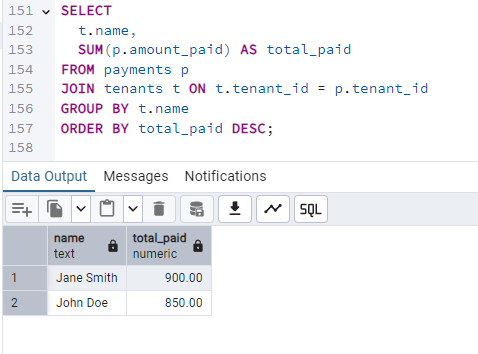 151 SELECT
152 t.name,
153 SUM(p.amount_paid) AS total_paid
154 FROM payments p
155 JOIN tenants t ON t.tenant_id = p.tenant_id
156 GROUP BY t.name
157 ORDER BY total_paid DESC;
158
Data Output Messages Notifications
SQL
name total_paid
text numeric
1 Jane Smith 900.00
2 John Doe 850.00